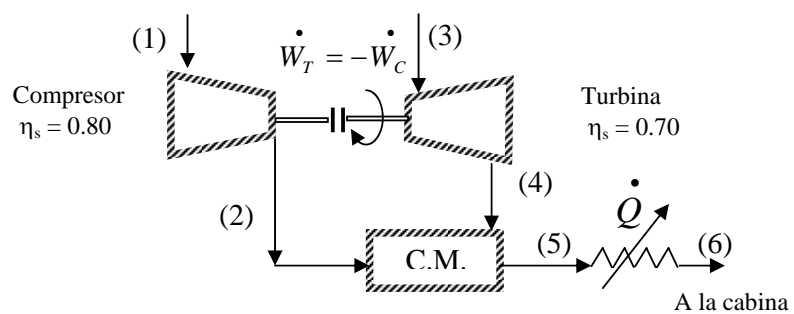 (1)
Ẇ_T = −Ẇ_C
(3)
Compresor
η_s = 0.80
Turbina
η_s = 0.70
(2)
(4)
Q̇
C.M.
(5)
(6)
A la cabina